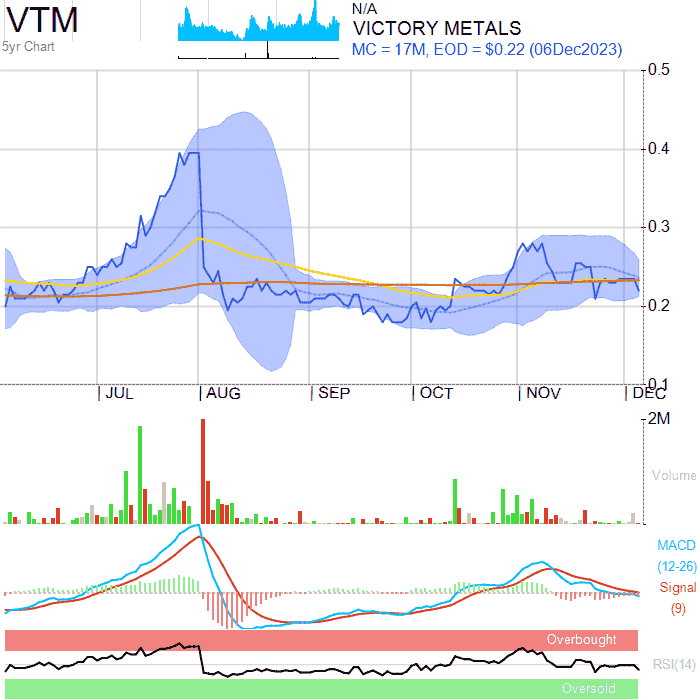 VTM
5yr Chart
N/A
VICTORY METALS
MC = 17M, EOD = $0.22 (06Dec2023)
0.5
0.4
0.3
0.2
0.1
JUL AUG SEP OCT NOV DEC
2M
Volume
MACD
(12-26)
Signal
(9)
Overbought
RSI(14)
Oversold